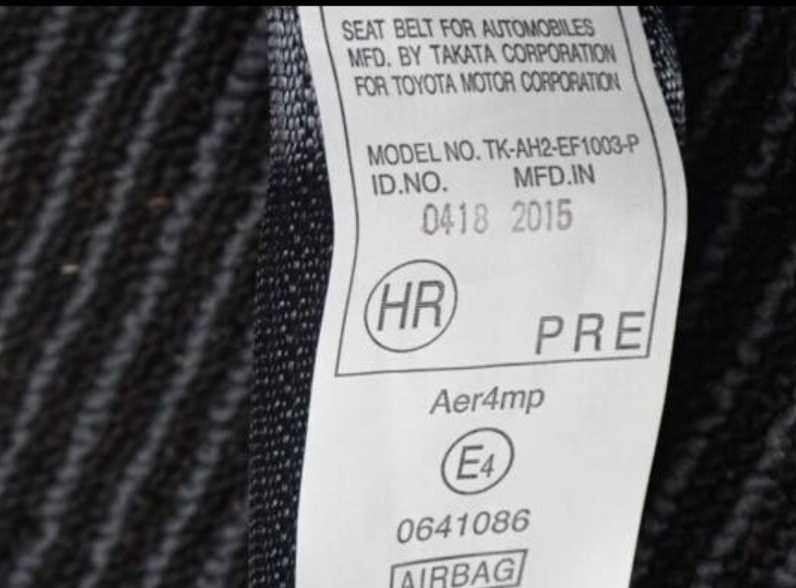 SEAT BELT FOR AUTOMOBILES
MFD. BY TAKATA CORPORATION
FOR TOYOTA MOTOR CORPORATION
MODEL NO. TK-AH2-EF1003-P
ID.NO. MFD.IN
0418 2015
HR
PRE
Aer4mp
E4
0641086
AIRBAG